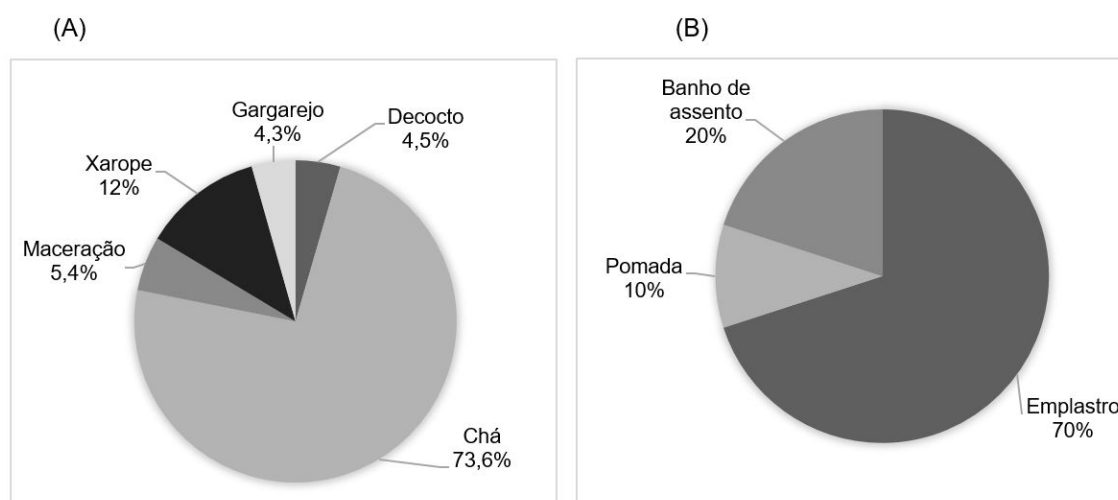 (A)
Gargarejo
4,3%
Decocto
4,5%
Xarope
12%
Maceração
5,4%
Chá
73,6%
(B)
Banho de
assento
20%
Pomada
10%
Emplastro
70%